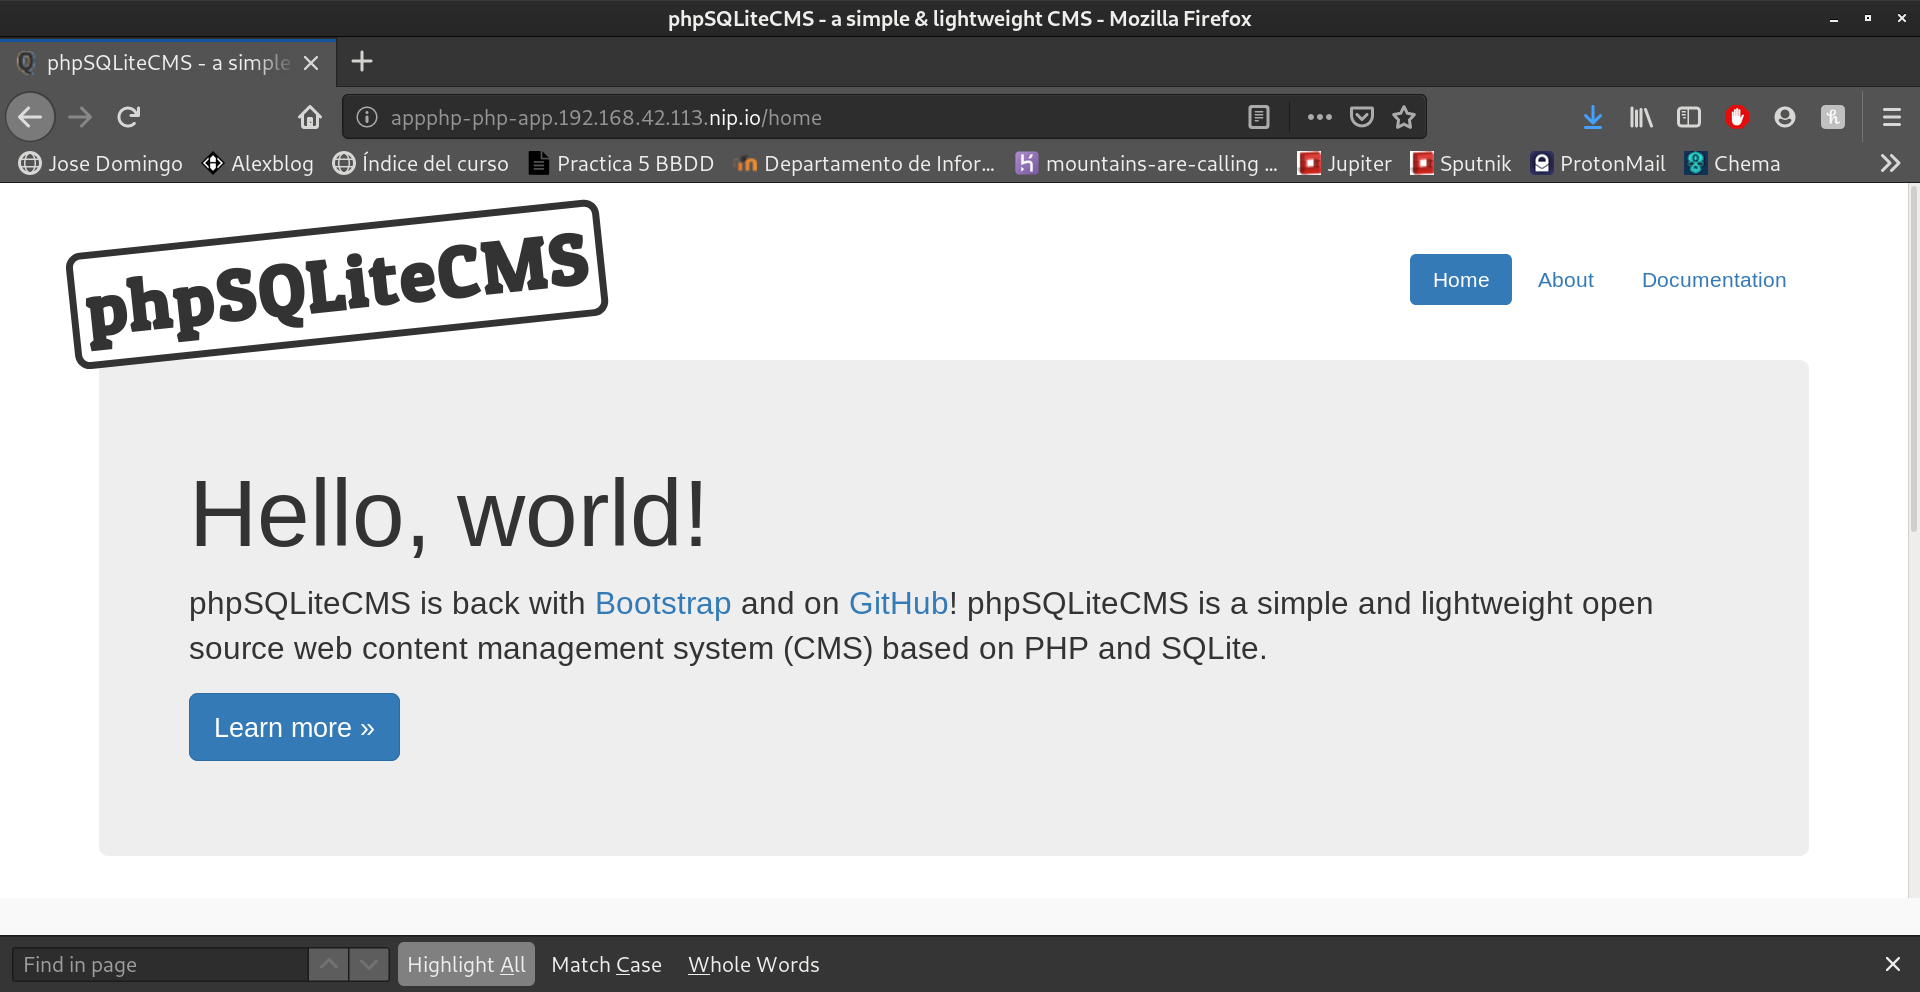 phpSQLiteCMS - a simple & lightweight CMS - Mozilla Firefox
phpSQLiteCMS - a simple
appphp-php-app.192.168.42.113.nip.io/home
Jose Domingo Alexblog Índice del curso Practica 5 BBDD Departamento de Infor... mountains-are-calling ... Jupiter Sputnik ProtonMail Chema
phpSQLiteCMS
Home About Documentation
Hello, world!
phpSQLiteCMS is back with Bootstrap and on GitHub! phpSQLiteCMS is a simple and lightweight open
source web content management system (CMS) based on PHP and SQLite.
Learn more »
Find in page Highlight All Match Case Whole Words